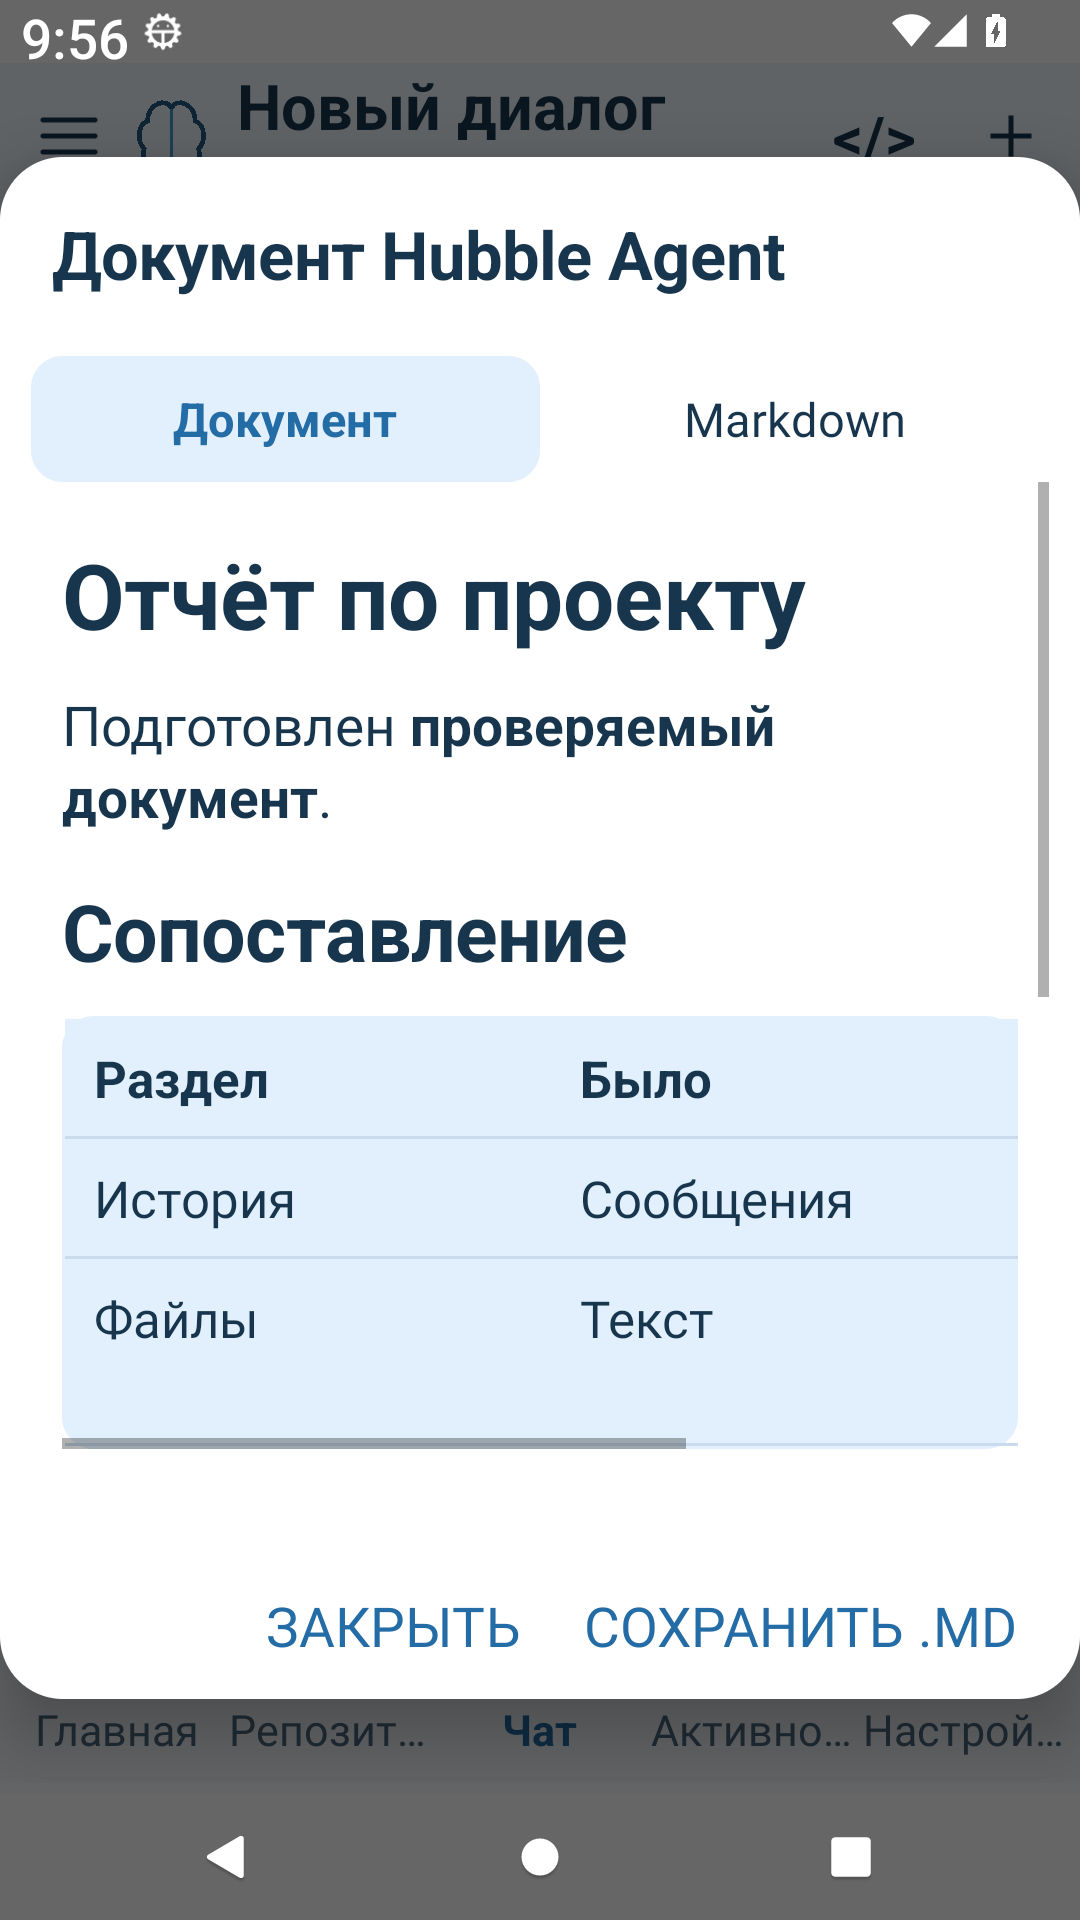 9:56
Новый диалог
</>
Документ Hubble Agent
Документ Markdown
Отчёт по проекту
Подготовлен проверяемый
документ.
Сопоставление
Раздел Было
История Сообщения
Файлы Текст
ЗАКРЫТЬ СОХРАНИТЬ .MD
Главная Репозит… Чат Активно… Настрой…